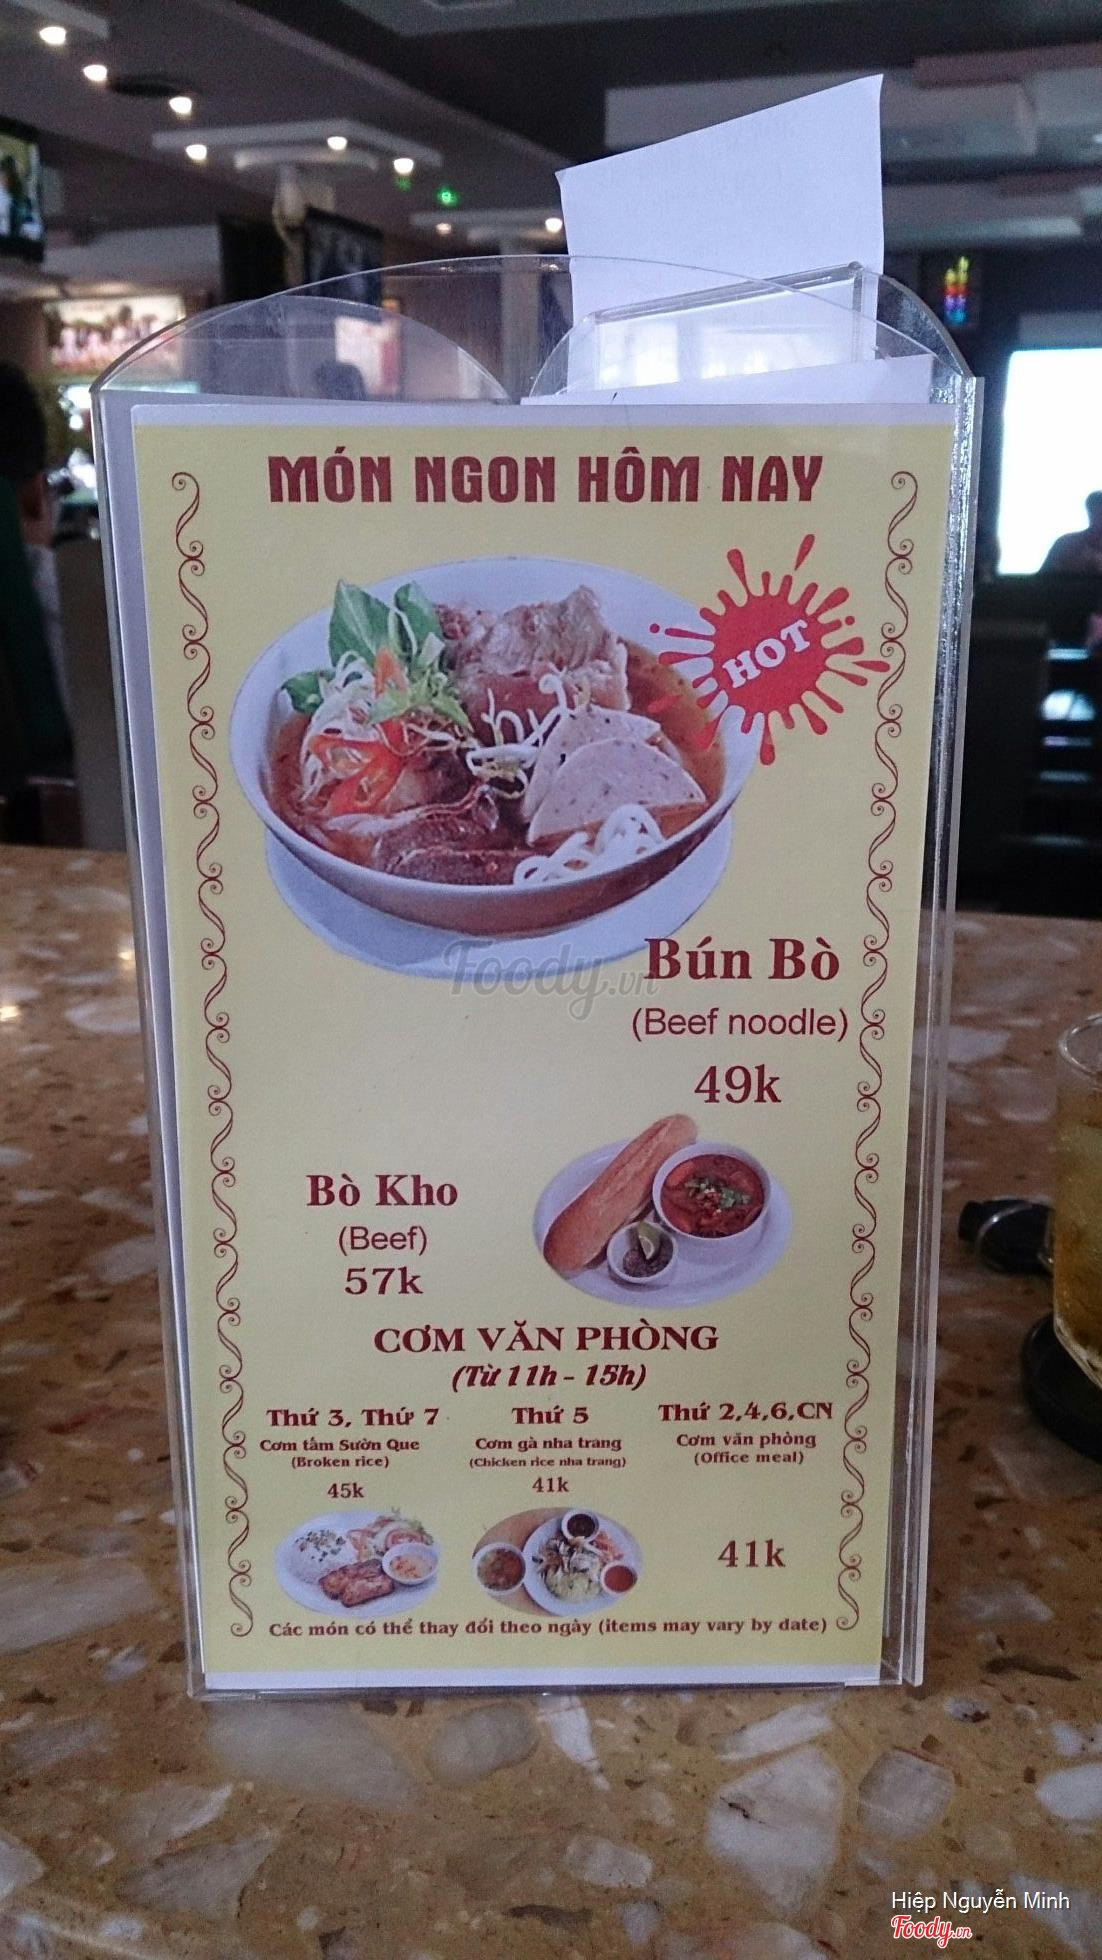 MÓN NGON HÔM NAY
HOT
Foody.vn
Bún Bò
(Beef noodle)
49k
Bò Kho
(Beef)
57k
CƠM VĂN PHÒNG
(Từ 11h - 15h)
Thứ 3, Thứ 7
Cơm tấm Sườn Que
(Broken rice)
45k
Thứ 5
Cơm gà nha trang
(Chicken rice nha trang)
41k
Thứ 2,4,6,CN
Cơm văn phòng
(Office meal)
41k
Các món có thể thay đổi theo ngày (items may vary by date)
Hiệp Nguyễn Minh
Foody.vn